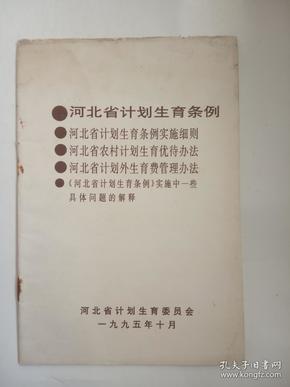 ●河北省计划生育条例
●河北省计划生育条例实施细则
●河北省农村计划生育优待办法
●河北省计划外生育费管理办法
●《河北省计划生育条例》实施中一些
具体问题的解释
河北省计划生育委员会
一九九五年十月
孔夫子旧书网